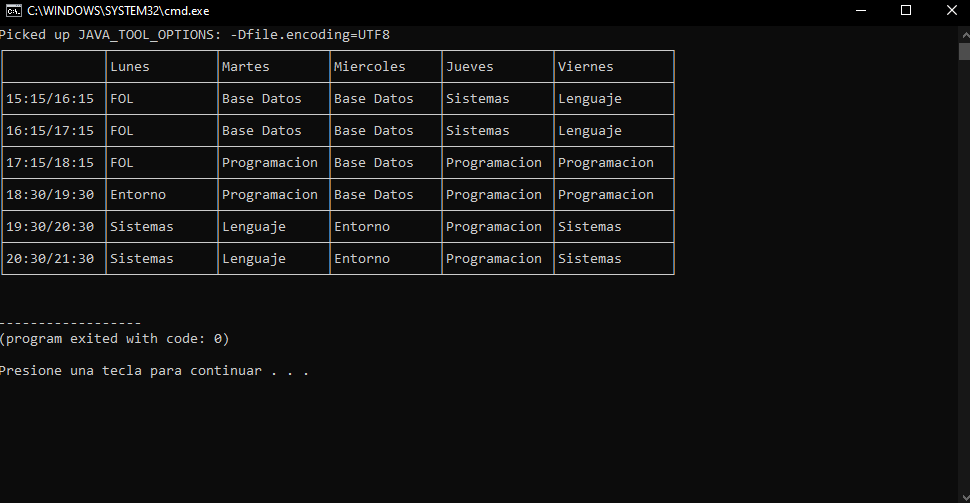 C:\WINDOWS\SYSTEM32\cmd.exe
Picked up JAVA_TOOL_OPTIONS: -Dfile.encoding=UTF8
Lunes Martes Miercoles Jueves Viernes
15:15/16:15 FOL Base Datos Base Datos Sistemas Lenguaje
16:15/17:15 FOL Base Datos Base Datos Sistemas Lenguaje
17:15/18:15 FOL Programacion Base Datos Programacion Programacion
18:30/19:30 Entorno Programacion Base Datos Programacion Programacion
19:30/20:30 Sistemas Lenguaje Entorno Programacion Sistemas
20:30/21:30 Sistemas Lenguaje Entorno Programacion Sistemas
------------------
(program exited with code: 0)
Presione una tecla para continuar . . .